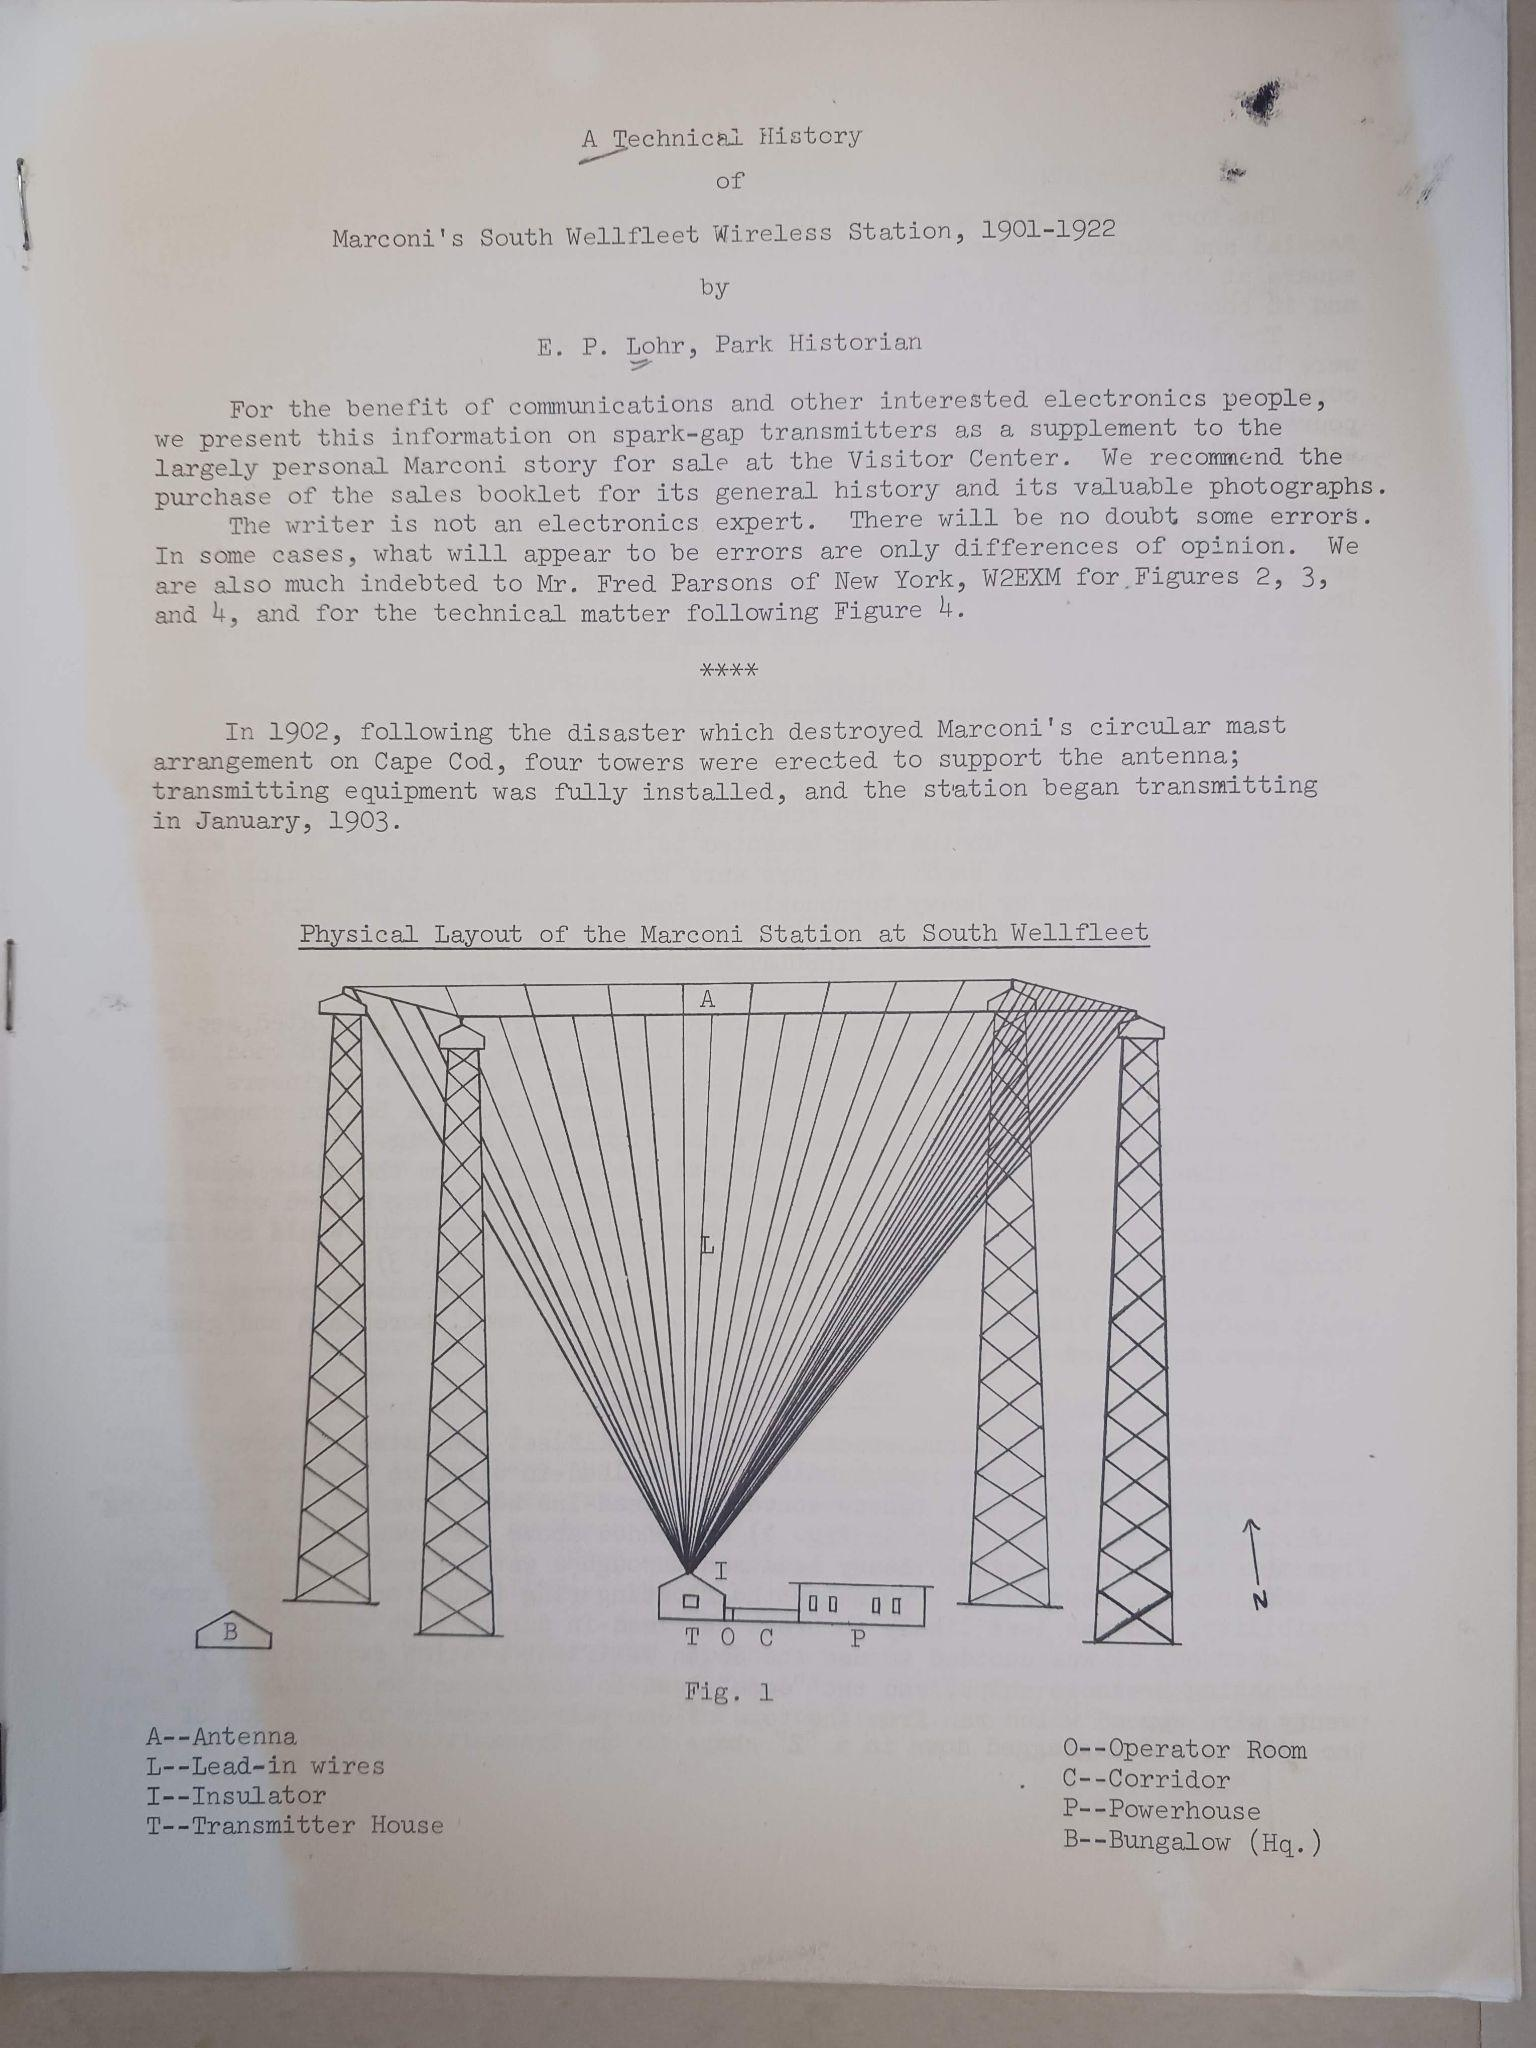 A Technical History
of
Marconi's South Wellfleet Wireless Station, 1901-1922
by
E. P. Lohr, Park Historian
For the benefit of communications and other interested electronics people,
we present this information on spark-gap transmitters as a supplement to the
largely personal Marconi story for sale at the Visitor Center. We recommend the
purchase of the sales booklet for its general history and its valuable photographs.
The writer is not an electronics expert. There will be no doubt some errors.
In some cases, what will appear to be errors are only differences of opinion. We
are also much indebted to Mr. Fred Parsons of New York, W2EXM for Figures 2, 3,
and 4, and for the technical matter following Figure 4.
****
In 1902, following the disaster which destroyed Marconi's circular mast
arrangement on Cape Cod, four towers were erected to support the antenna;
transmitting equipment was fully installed, and the station began transmitting
in January, 1903.
Physical Layout of the Marconi Station at South Wellfleet
A
L
I
N
B
T O C P
Fig. 1
A--Antenna
L--Lead-in wires
I--Insulator
T--Transmitter House
O--Operator Room
C--Corridor
P--Powerhouse
B--Bungalow (Hq.)